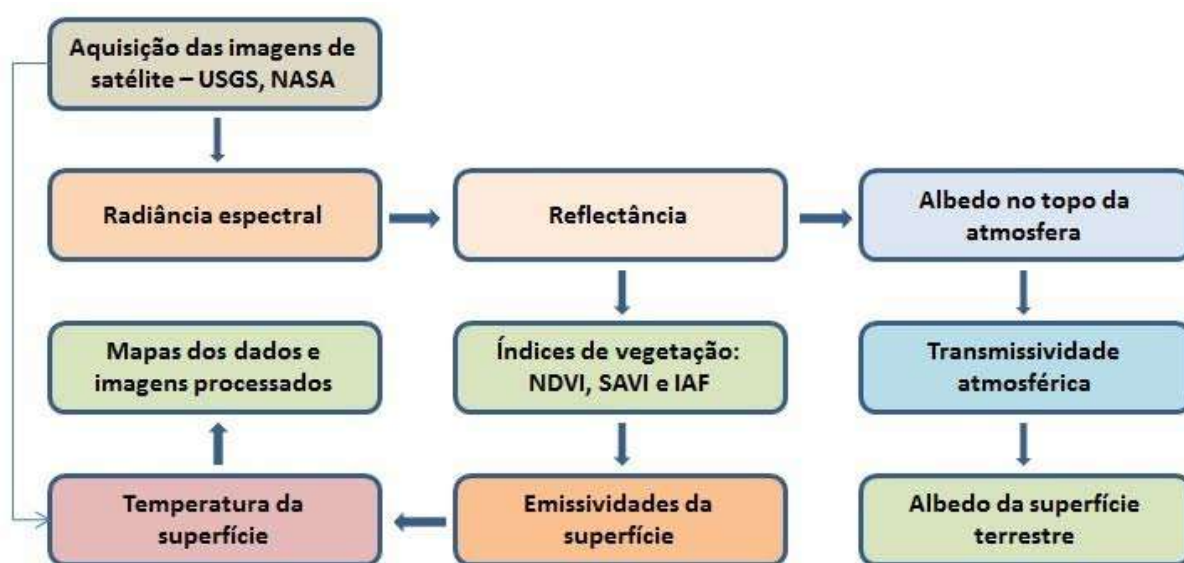 Aquisição das imagens de
satélite – USGS, NASA
Radiância espectral
Reflectância
Albedo no topo da
atmosfera
Mapas dos dados e
imagens processados
Índices de vegetação:
NDVI, SAVI e IAF
Transmissividade
atmosférica
Temperatura da
superfície
Emissividades da
superfície
Albedo da superfície
terrestre